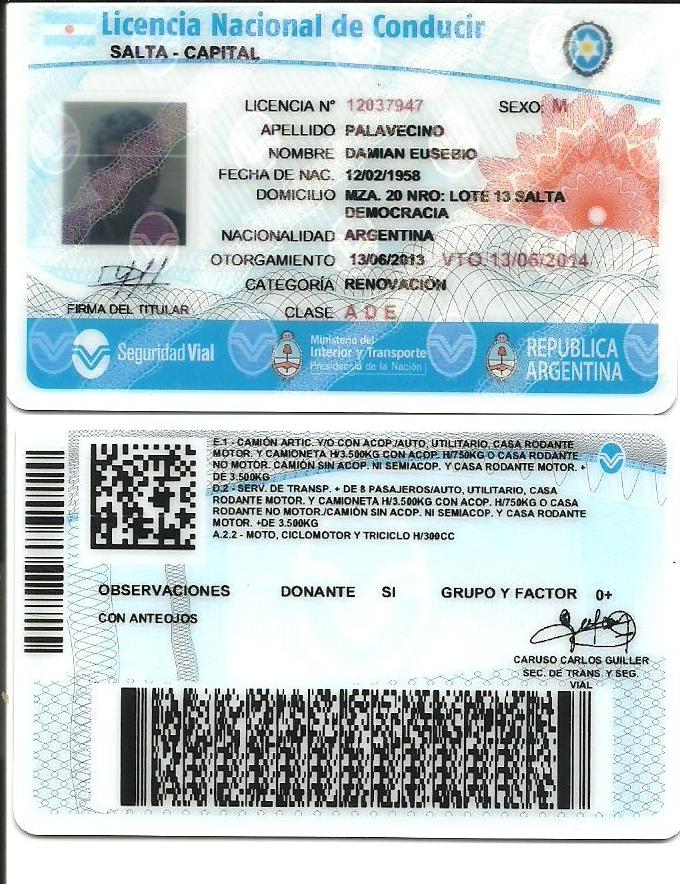 Licencia Nacional de Conducir
SALTA - CAPITAL
LICENCIA Nº 12037947 SEXO: M
APELLIDO PALAVECINO
NOMBRE DAMIAN EUSEBIO
FECHA DE NAC. 12/02/1958
DOMICILIO MZA. 20 NRO: LOTE 13 SALTA
DEMOCRACIA
NACIONALIDAD ARGENTINA
OTORGAMIENTO 13/06/2013 VTO 13/06/2014
CATEGORÍA RENOVACIÓN
FIRMA DEL TITULAR
CLASE A D E
Seguridad Vial
Ministerio del
Interior y Transporte
Presidencia de la Nación
REPUBLICA
ARGENTINA
E.1 - CAMIÓN ARTIC. Y/O CON ACOP./AUTO, UTILITARIO, CASA RODANTE
MOTOR. Y CAMIONETA H/3.500KG CON ACOP. H/750KG O CASA RODANTE
NO MOTOR. CAMIÓN SIN ACOP. NI SEMIACOP. Y CASA RODANTE MOTOR. +
DE 3.500KG
D.2 - SERV. DE TRANSP. + DE 8 PASAJEROS/AUTO, UTILITARIO, CASA
RODANTE MOTOR. Y CAMIONETA H/3.500KG CON ACOP. H/750KG O CASA
RODANTE NO MOTOR./CAMIÓN SIN ACOP. NI SEMIACOP. Y CASA RODANTE
MOTOR. +DE 3.500KG
A.2.2 - MOTO, CICLOMOTOR Y TRICICLO H/300CC
OBSERVACIONES DONANTE SI GRUPO Y FACTOR 0+
CON ANTEOJOS
CARUSO CARLOS GUILLER
SEC. DE TRANS. Y SEG.
VIAL